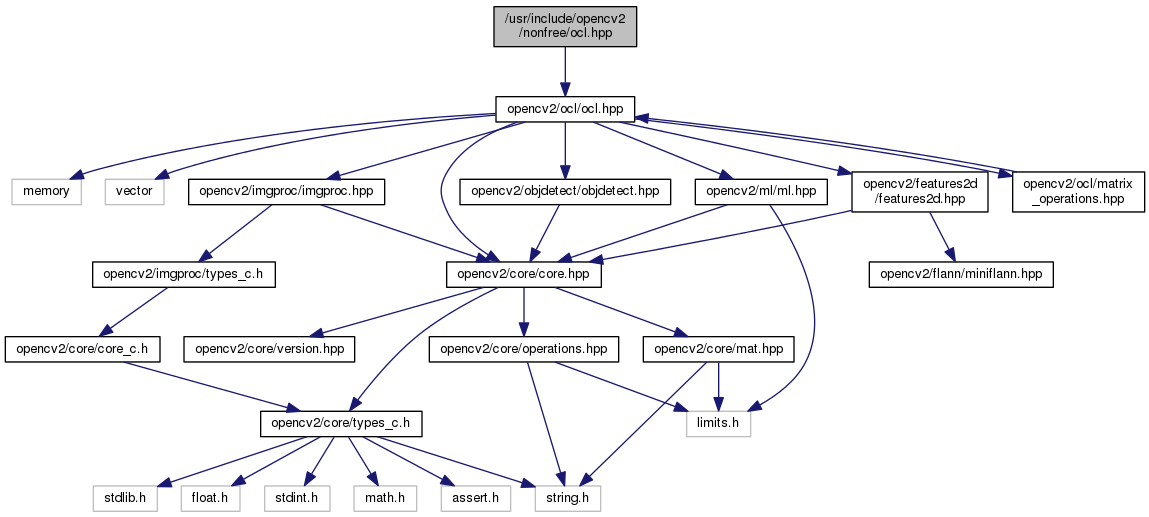 /usr/include/opencv2
/nonfree/ocl.hpp
opencv2/ocl/ocl.hpp
memory
vector
opencv2/imgproc/imgproc.hpp
opencv2/objdetect/objdetect.hpp
opencv2/ml/ml.hpp
opencv2/features2d
/features2d.hpp
opencv2/ocl/matrix
_operations.hpp
opencv2/imgproc/types_c.h
opencv2/core/core.hpp
opencv2/flann/miniflann.hpp
opencv2/core/core_c.h
opencv2/core/version.hpp
opencv2/core/operations.hpp
opencv2/core/mat.hpp
opencv2/core/types_c.h
limits.h
stdlib.h
float.h
stdint.h
math.h
assert.h
string.h